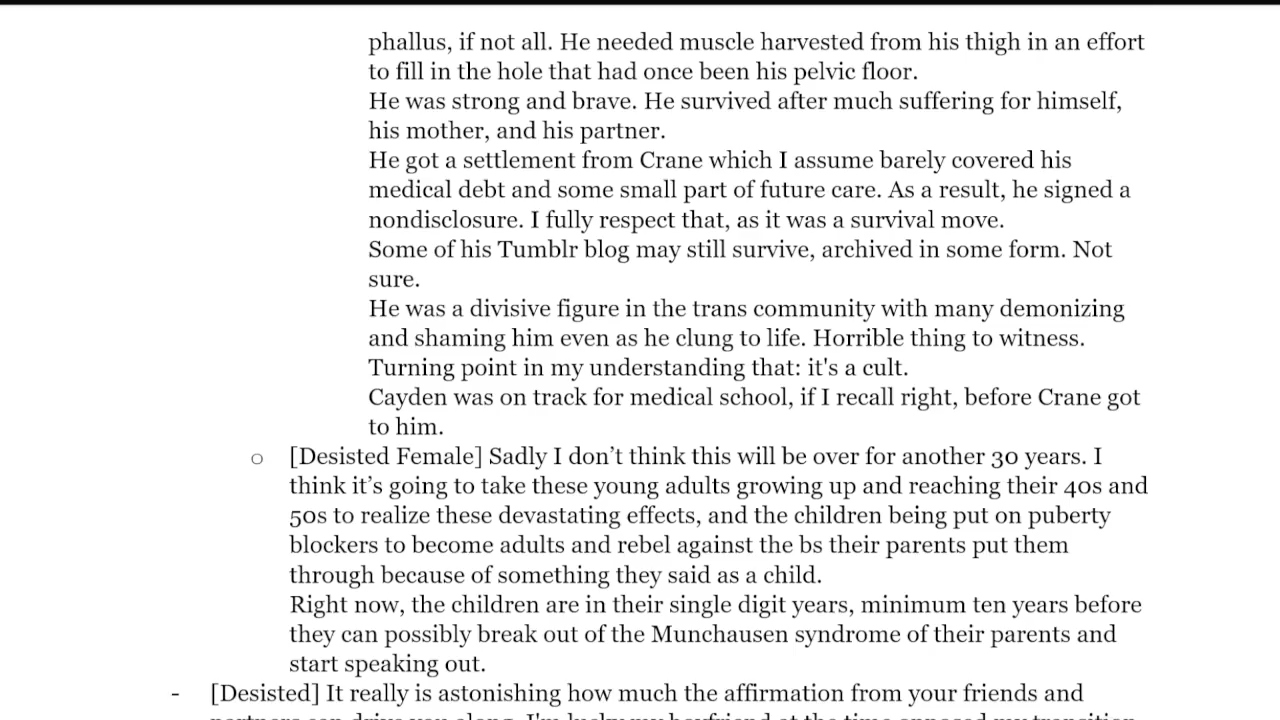 phallus, if not all. He needed muscle harvested from his thigh in an effort
to fill in the hole that had once been his pelvic floor.
He was strong and brave. He survived after much suffering for himself,
his mother, and his partner.
He got a settlement from Crane which I assume barely covered his
medical debt and some small part of future care. As a result, he signed a
nondisclosure. I fully respect that, as it was a survival move.
Some of his Tumblr blog may still survive, archived in some form. Not
sure.
He was a divisive figure in the trans community with many demonizing
and shaming him even as he clung to life. Horrible thing to witness.
Turning point in my understanding that: it's a cult.
Cayden was on track for medical school, if I recall right, before Crane got
to him.
o [Desisted Female] Sadly I don’t think this will be over for another 30 years. I
think it’s going to take these young adults growing up and reaching their 40s and
50s to realize these devastating effects, and the children being put on puberty
blockers to become adults and rebel against the bs their parents put them
through because of something they said as a child.
Right now, the children are in their single digit years, minimum ten years before
they can possibly break out of the Munchausen syndrome of their parents and
start speaking out.
- [Desisted] It really is astonishing how much the affirmation from your friends and